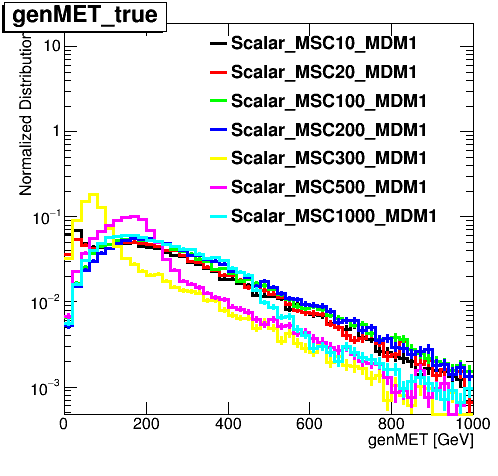 genMET_true
Normalized Distribution
10
1
10⁻¹
10⁻²
10⁻³
Scalar_MSC10_MDM1
Scalar_MSC20_MDM1
Scalar_MSC100_MDM1
Scalar_MSC200_MDM1
Scalar_MSC300_MDM1
Scalar_MSC500_MDM1
Scalar_MSC1000_MDM1
0 200 400 600 800 1000
genMET [GeV]